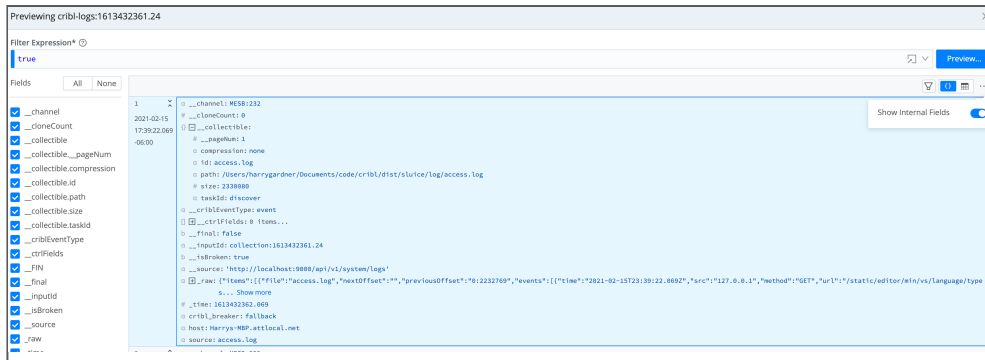 Previewing cribl-logs:1613432361.24
Filter Expression*
true
Preview...
Fields
All None
__channel
__cloneCount
__collectible
__collectible.__pageNum
__collectible.compression
__collectible.id
__collectible.path
__collectible.size
__collectible.taskId
__criblEventType
__ctrlFields
__FIN
__final
__inputId
__isBroken
__source
_raw
_time
1
2021-02-15
17:39:22.069
-06:00
α __channel: MESB:232
# __cloneCount: 0
{} __collectible:
# __pageNum: 1
α compression: none
α id: access.log
α path: /Users/harrygardner/Documents/code/cribl/dist/sluice/log/access.log
# size: 2338080
α taskId: discover
α __criblEventType: event
[] __ctrlFields: 0 items...
b __final: false
α __inputId: collection:1613432361.24
b __isBroken: true
α __source: 'http://localhost:9000/api/v1/system/logs'
α _raw: {"items":[{"file":"access.log","nextOffset":"","previousOffset":"0:2232769","events":[{"time":"2021-02-15T23:39:22.069Z","src":"127.0.0.1","method":"GET","url":"/static/editor/min/vs/language/type
s... Show more
# _time: 1613432362.069
α cribl_breaker: fallback
α host: Harrys-MBP.attlocal.net
α source: access.log
Show Internal Fields